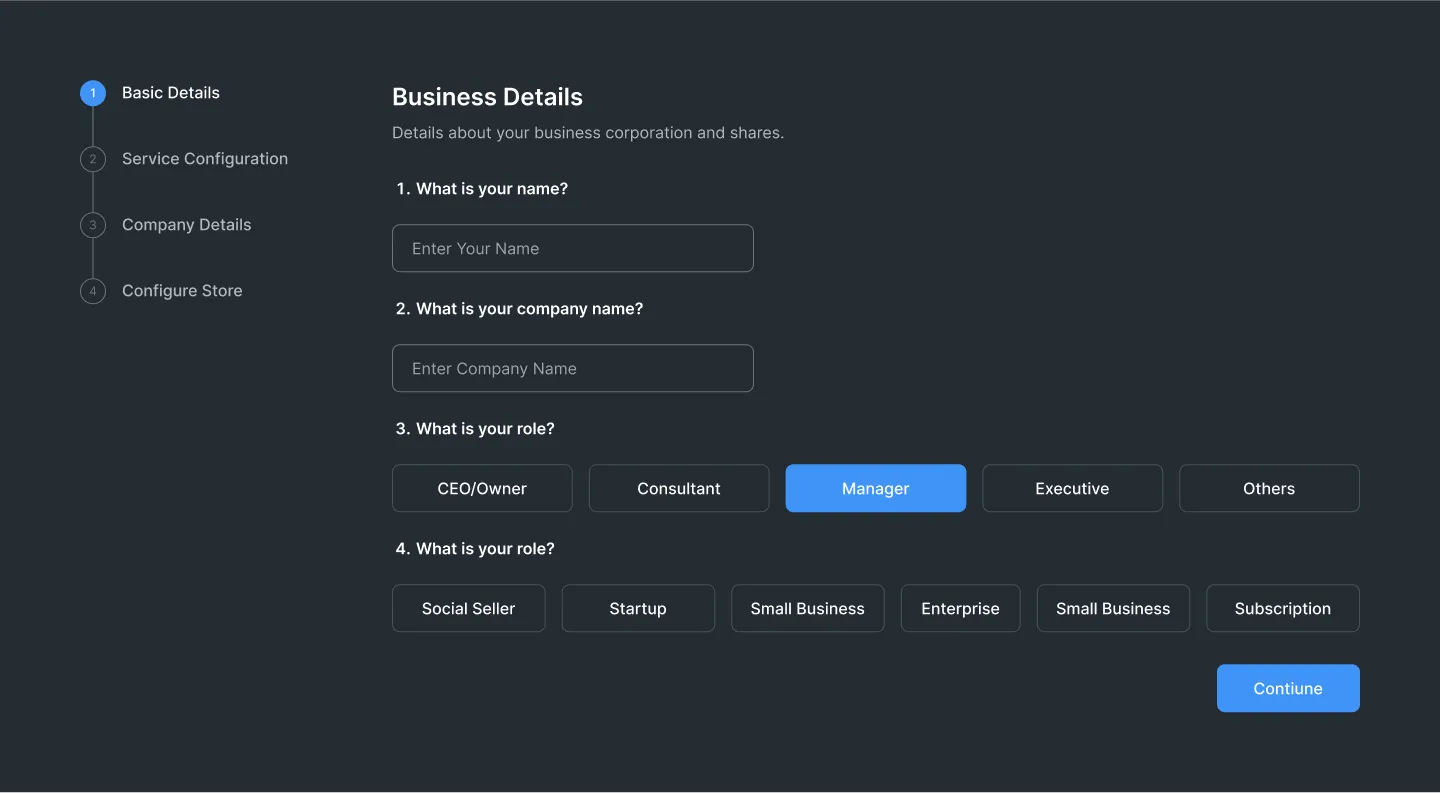 1 Basic Details
2 Service Configuration
3 Company Details
4 Configure Store
Business Details
Details about your business corporation and shares.
1. What is your name?
Enter Your Name
2. What is your company name?
Enter Company Name
3. What is your role?
CEO/Owner Consultant Manager Executive Others
4. What is your role?
Social Seller Startup Small Business Enterprise Small Business Subscription
Contiune